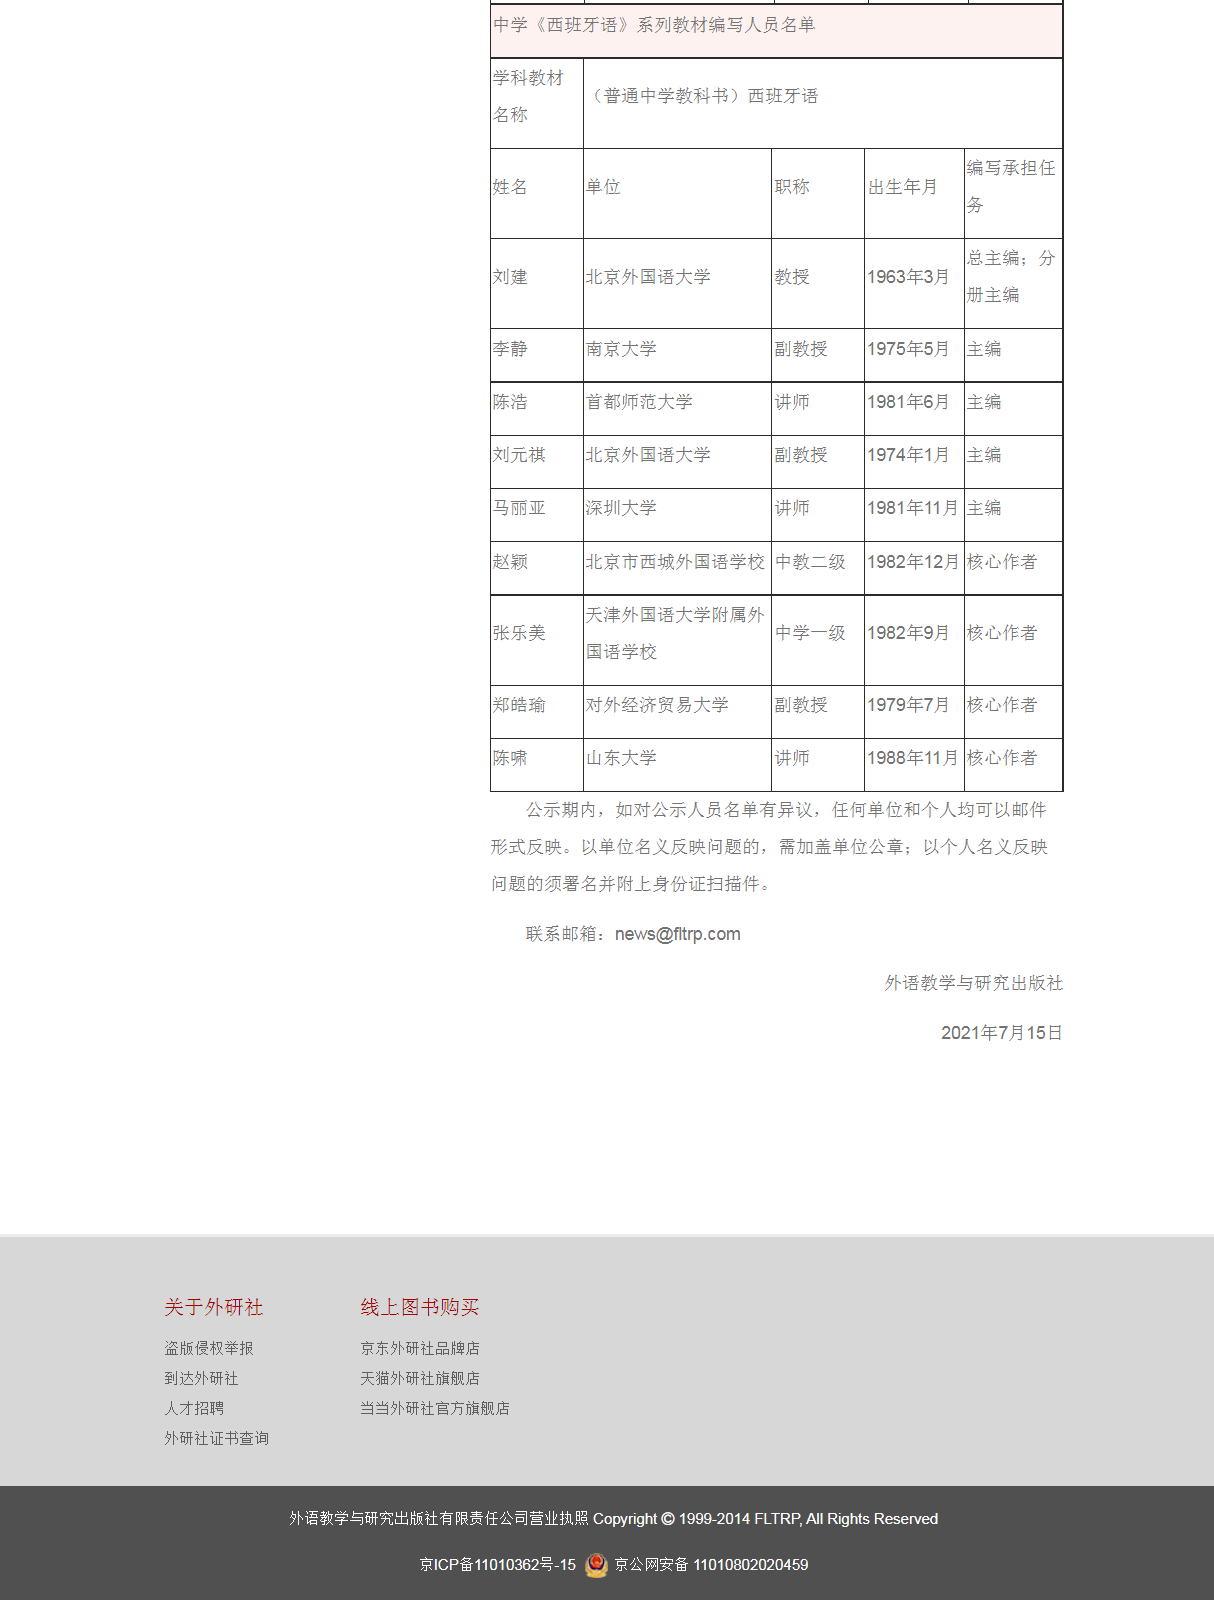 中学《西班牙语》系列教材编写人员名单
学科教材
名称
（普通中学教科书）西班牙语
姓名 单位 职称 出生年月 编写承担任
务
刘建 北京外国语大学 教授 1963年3月 总主编；分
册主编
李静 南京大学 副教授 1975年5月 主编
陈浩 首都师范大学 讲师 1981年6月 主编
刘元祺 北京外国语大学 副教授 1974年1月 主编
马丽亚 深圳大学 讲师 1981年11月 主编
赵颖 北京市西城外国语学校 中教二级 1982年12月 核心作者
张乐美 天津外国语大学附属外
国语学校 中学一级 1982年9月 核心作者
郑皓瑜 对外经济贸易大学 副教授 1979年7月 核心作者
陈啸 山东大学 讲师 1988年11月 核心作者
公示期内，如对公示人员名单有异议，任何单位和个人均可以邮件
形式反映。以单位名义反映问题的，需加盖单位公章；以个人名义反映
问题的须署名并附上身份证扫描件。
联系邮箱：news@fltrp.com
外语教学与研究出版社
2021年7月15日
关于外研社 线上图书购买
盗版侵权举报 京东外研社品牌店
到达外研社 天猫外研社旗舰店
人才招聘 当当外研社官方旗舰店
外研社证书查询
外语教学与研究出版社有限责任公司营业执照 Copyright © 1999-2014 FLTRP, All Rights Reserved
京ICP备11010362号-15 京公网安备 11010802020459